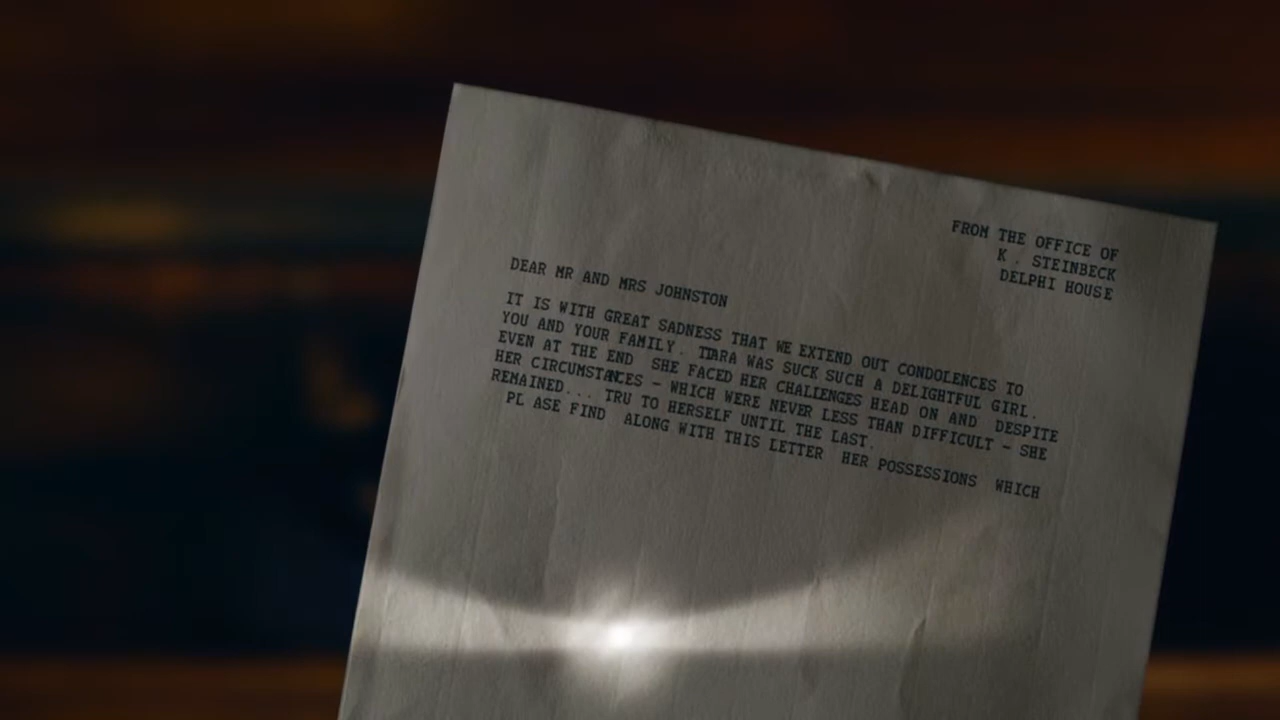 FROM THE OFFICE OF
K. STEINBECK
DELPHI HOUSE
DEAR MR AND MRS JOHNSTON
IT IS WITH GREAT SADNESS THAT WE EXTEND OUT CONDOLENCES TO
YOU AND YOUR FAMILY. TIARA WAS SUCK SUCH A DELIGHTFUL GIRL.
EVEN AT THE END SHE FACED HER CHALLENGES HEAD ON AND DESPITE
HER CIRCUMSTANCES - WHICH WERE NEVER LESS THAN DIFFICULT - SHE
REMAINED... TRU TO HERSELF UNTIL THE LAST.
PL ASE FIND ALONG WITH THIS LETTER HER POSSESSIONS WHICH